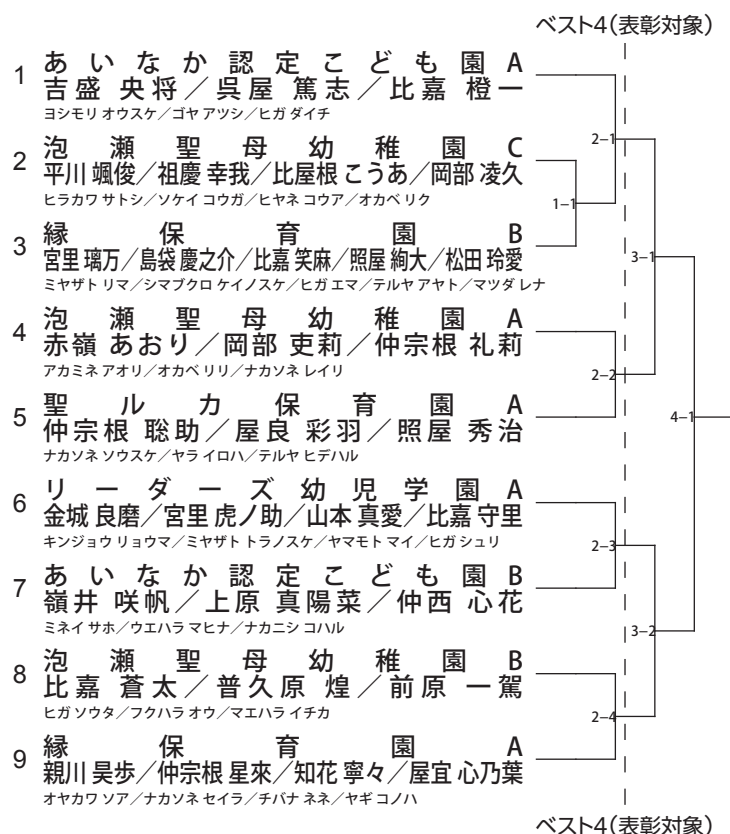 ベスト4（表彰対象）
1 あいなか認定こども園A
吉盛 央将／呉屋 篤志／比嘉 橙一
ヨシモリ オウスケ／ゴヤ アツシ／ヒガ ダイチ
2 泡瀬聖母幼稚園C
平川 颯俊／祖慶 幸我／比屋根 こうあ／岡部 凌久
ヒラカワ サトシ／ソケイ コウガ／ヒヤネ コウア／オカベ リク
3 縁保育園B
宮里 璃万／島袋 慶之介／比嘉 笑麻／照屋 絢大／松田 玲愛
ミヤザト リマ／シマブクロ ケイノスケ／ヒガ エマ／テルヤ アヤト／マツダ レナ
4 泡瀬聖母幼稚園A
赤嶺 あおり／岡部 吏莉／仲宗根 礼莉
アカミネ アオリ／オカベ リリ／ナカソネ レイリ
5 聖ルカ保育園A
仲宗根 聡助／屋良 彩羽／照屋 秀治
ナカソネ ソウスケ／ヤラ イロハ／テルヤ ヒデハル
6 リーダーズ幼児学園A
金城 良磨／宮里 虎ノ助／山本 真愛／比嘉 守里
キンジョウ リョウマ／ミヤザト トラノスケ／ヤマモト マイ／ヒガ シュリ
7 あいなか認定こども園B
嶺井 咲帆／上原 真陽菜／仲西 心花
ミネイ サホ／ウエハラ マヒナ／ナカニシ コハル
8 泡瀬聖母幼稚園B
比嘉 蒼太／普久原 煌／前原 一駕
ヒガ ソウタ／フクハラ オウ／マエハラ イチカ
9 縁保育園A
親川 昊歩／仲宗根 星來／知花 寧々／屋宜 心乃葉
オヤカワ ソア／ナカソネ セイラ／チバナ ネネ／ヤギ コノハ
1−1
2−1
2−2
2−3
2−4
3−1
3−2
4−1
ベスト4（表彰対象）